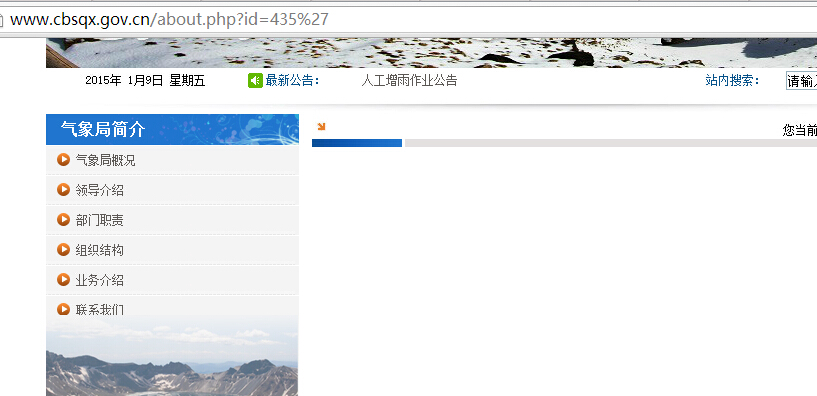 www.cbsqx.gov.cn/about.php?id=435%27
2015年 1月9日 星期五 最新公告： 人工增雨作业公告 站内搜索： 请输
气象局简介
您当前
气象局概况
领导介绍
部门职责
组织结构
业务介绍
联系我们